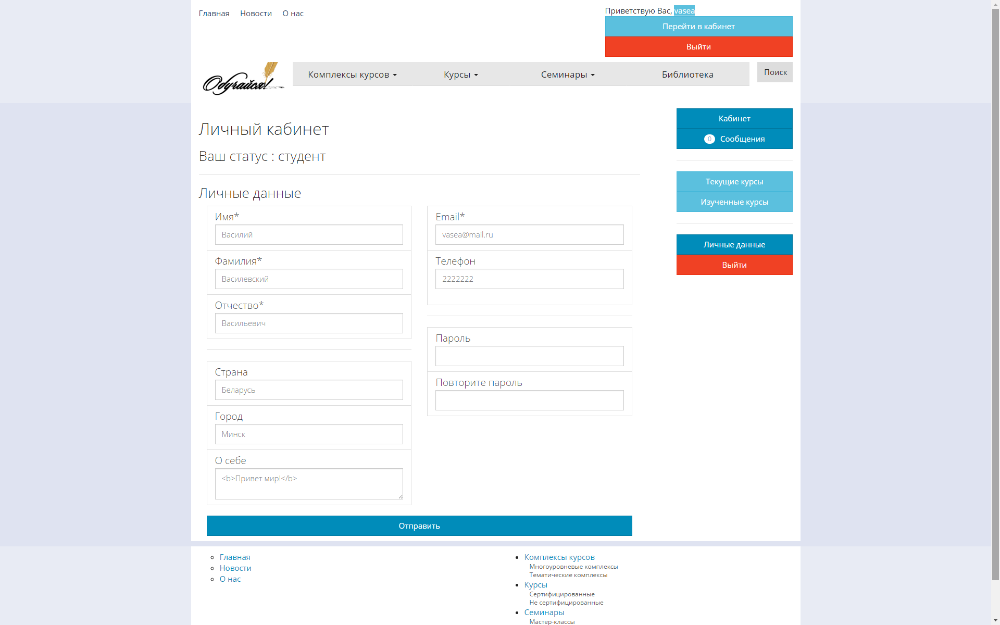 Главная Новости О нас
Приветствую Вас, vasea
Перейти в кабинет
Выйти
Обучайся!
Комплексы курсов Курсы Семинары Библиотека
Поиск
Личный кабинет
Ваш статус : студент
Личные данные
Имя*
Василий
Фамилия*
Василевский
Отчество*
Васильевич
Страна
Беларусь
Город
Минск
О себе
<b>Привет мир!</b>
Email*
vasea@mail.ru
Телефон
2222222
Пароль
Повторите пароль
Отправить
Кабинет
0 Сообщения
Текущие курсы
Изученные курсы
Личные данные
Выйти
Главная
Новости
О нас
Комплексы курсов
Многоуровневые комплексы
Тематические комплексы
Курсы
Сертифицированные
Не сертифицированные
Семинары
Мастер-классы